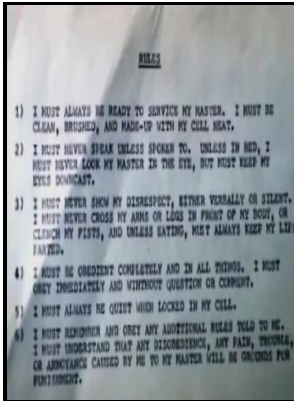 RULES
1) I MUST ALWAYS BE READY TO SERVICE MY MASTER. I MUST BE
CLEAN, BRUSHED, AND MADE-UP WITH MY CELL NEAT.
2) I MUST NEVER SPEAK UNLESS SPOKEN TO. UNLESS IN BED, I
MUST NEVER LOOK MY MASTER IN THE EYE, BUT MUST KEEP MY
EYES DOWNCAST.
3) I MUST NEVER SHOW MY DISRESPECT, EITHER VERBALLY OR SILENT.
I MUST NEVER CROSS MY ARMS OR LEGS IN FRONT OF MY BODY, OR
CLENCH MY FISTS, AND UNLESS EATING, MUST ALWAYS KEEP MY LIP
PARTED.
4) I MUST BE OBEDIENT COMPLETELY AND IN ALL THINGS. I MUST
OBEY IMMEDIATELY AND WITHOUT QUESTION OR COMMENT.
5) I MUST ALWAYS BE QUIET WHEN LOCKED IN MY CELL.
6) I MUST REMEMBER AND OBEY ANY ADDITIONAL RULES TOLD TO ME.
I MUST UNDERSTAND THAT ANY DISOBEDIENCE, ANY PAIN, TROUBLE,
OR ANNOYANCE CAUSED BY ME TO MY MASTER WILL BE GROUNDS FOR
PUNISHMENT.